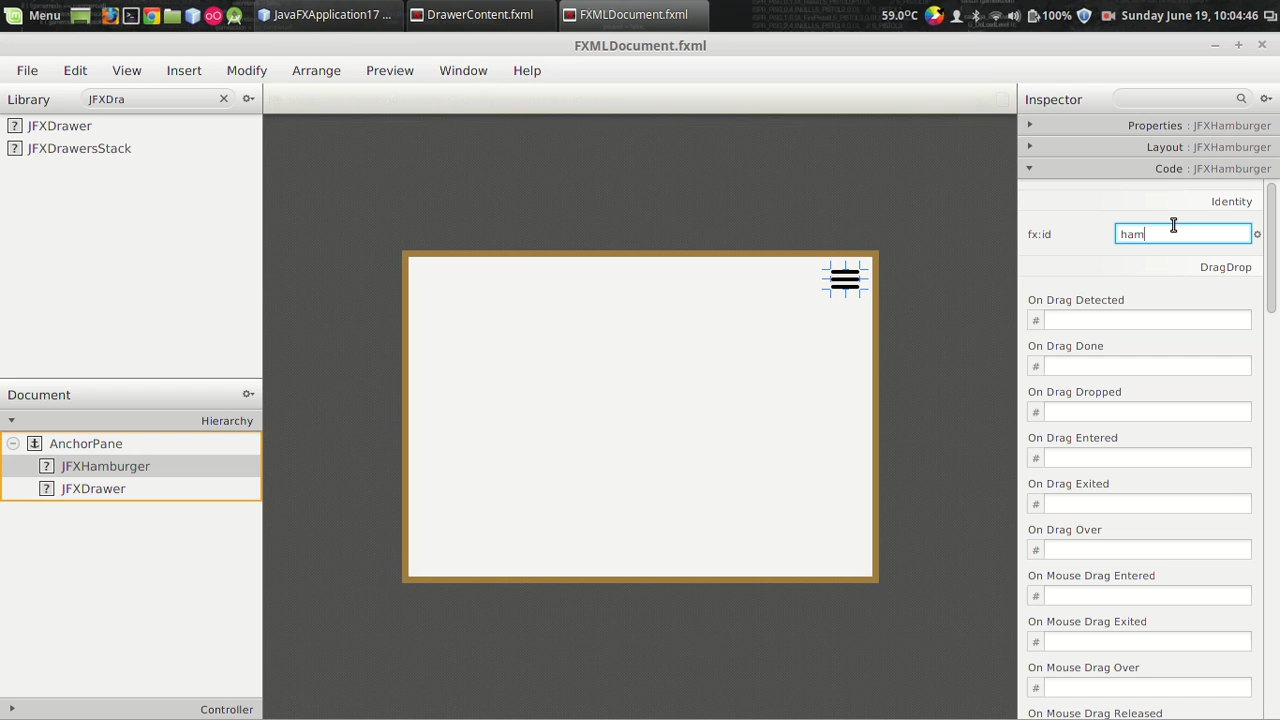 Menu
JavaFXApplication17 ...
DrawerContent.fxml
FXMLDocument.fxml
59.0ºC
100%
Sunday June 19, 10:04:46
FXMLDocument.fxml
File Edit View Insert Modify Arrange Preview Window Help
Library
JFXDra
JFXDrawer
JFXDrawersStack
Document
Hierarchy
AnchorPane
JFXHamburger
JFXDrawer
Controller
Inspector
Properties : JFXHamburger
Layout : JFXHamburger
Code : JFXHamburger
Identity
fx:id ham
DragDrop
On Drag Detected
#
On Drag Done
#
On Drag Dropped
#
On Drag Entered
#
On Drag Exited
#
On Drag Over
#
On Mouse Drag Entered
#
On Mouse Drag Exited
#
On Mouse Drag Over
#
On Mouse Drag Released